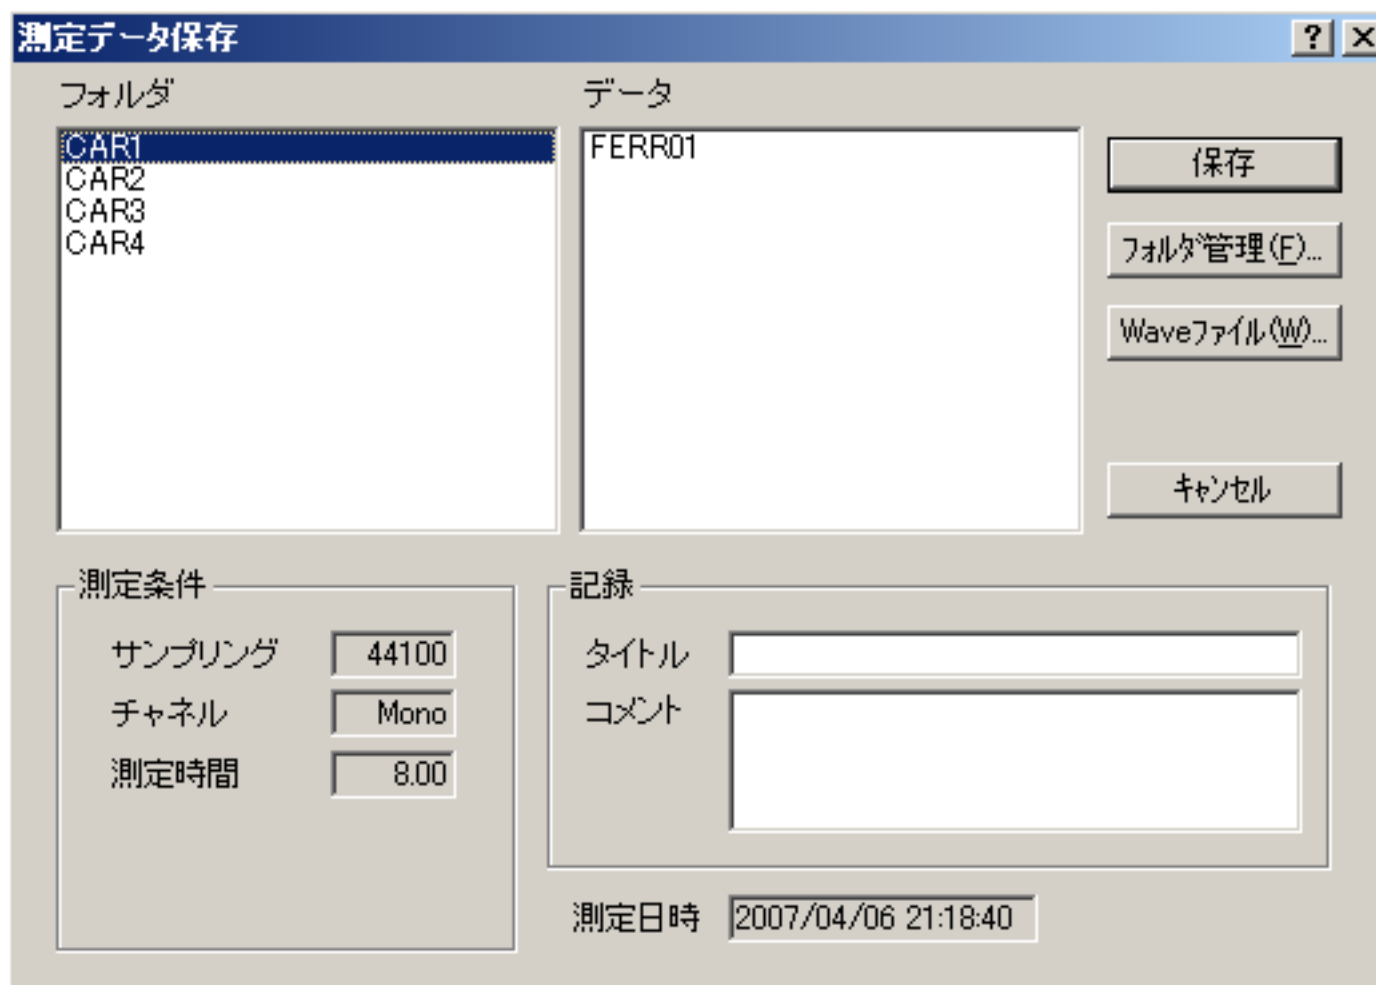 測定データ保存
フォルダ
データ
CAR1
CAR2
CAR3
CAR4
FERR01
保存
フォルダ管理(F)...
Waveファイル(W)...
キャンセル
測定条件
サンプリング 44100
チャネル Mono
測定時間 8.00
記録
タイトル
コメント
測定日時 2007/04/06 21:18:40